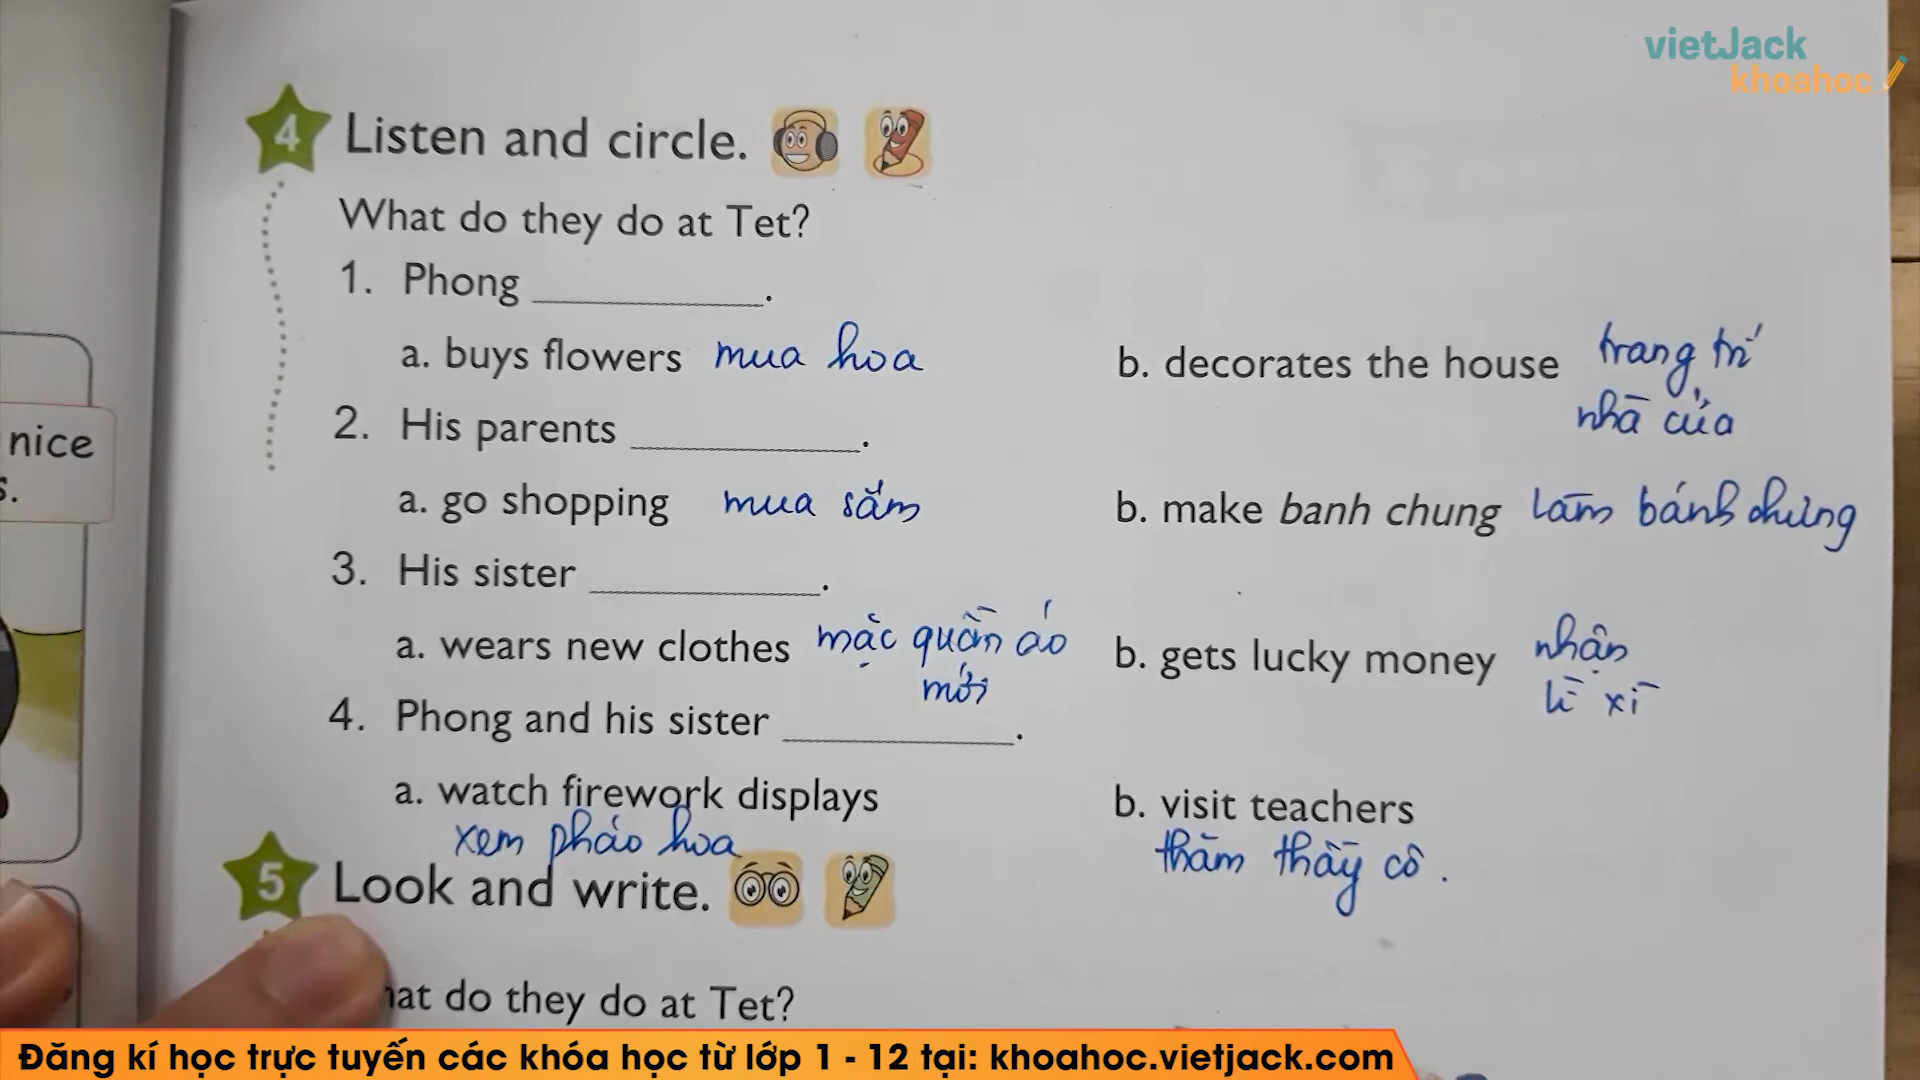 vietJack
khoahoc
4 Listen and circle.
What do they do at Tet?
1. Phong ____________.
a. buys flowers mua hoa
b. decorates the house trang trí
nhà cửa
2. His parents ____________.
a. go shopping mua sắm
b. make banh chung làm bánh chưng
3. His sister ____________.
a. wears new clothes mặc quần áo
mới
b. gets lucky money nhận
lì xì
4. Phong and his sister ____________.
a. watch firework displays
xem pháo hoa
b. visit teachers
thăm thầy cô.
nice
s.
5 Look and write.
hat do they do at Tet?
Đăng kí học trực tuyến các khóa học từ lớp 1 - 12 tại: khoahoc.vietjack.com